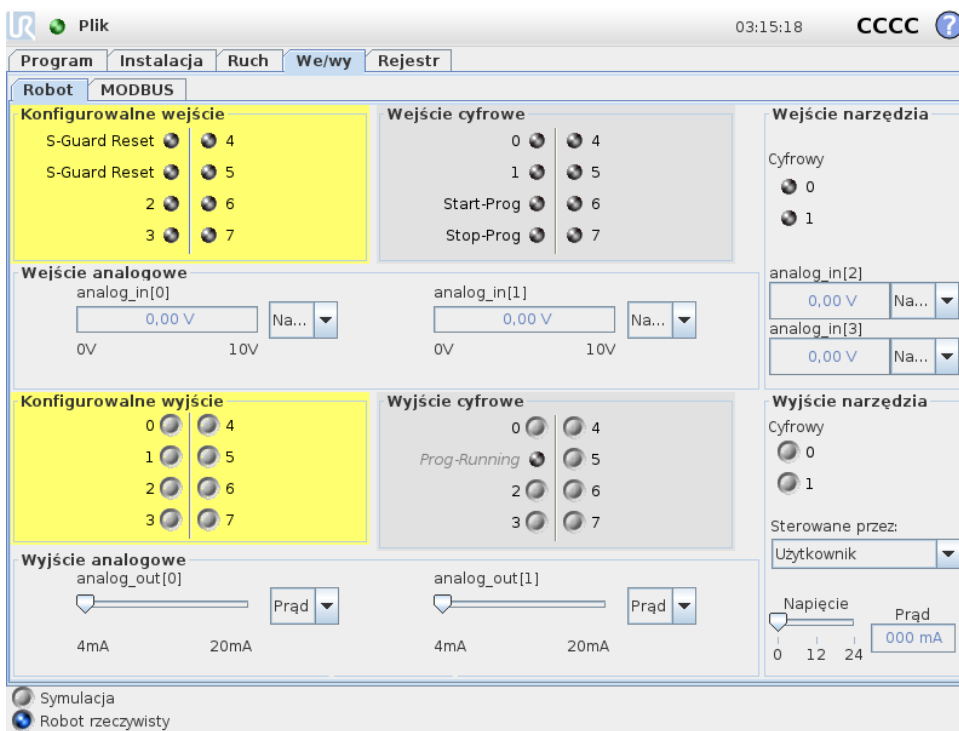 UR Plik 03:15:18 CCCC ?
Program Instalacja Ruch We/wy Rejestr
Robot MODBUS
Konfigurowalne wejście
S-Guard Reset 4
S-Guard Reset 5
2 6
3 7
Wejście cyfrowe
0 4
1 5
Start-Prog 6
Stop-Prog 7
Wejście narzędzia
Cyfrowy
0
1
Wejście analogowe
analog_in[0]
0,00 V Na...
0V 10V
analog_in[1]
0,00 V Na...
0V 10V
analog_in[2]
0,00 V Na...
analog_in[3]
0,00 V Na...
Konfigurowalne wyjście
0 4
1 5
2 6
3 7
Wyjście cyfrowe
0 4
Prog-Running 5
2 6
3 7
Wyjście narzędzia
Cyfrowy
0
1
Sterowane przez:
Użytkownik
Wyjście analogowe
analog_out[0]
Prąd
4mA 20mA
analog_out[1]
Prąd
4mA 20mA
Napięcie
0 12 24
Prąd
000 mA
Symulacja
Robot rzeczywisty